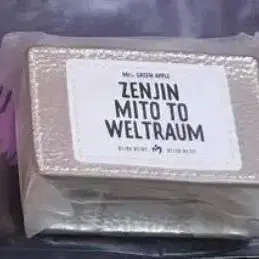 Mrs. GREEN APPLE
ZENJIN
MITO TO
WELTRAUM